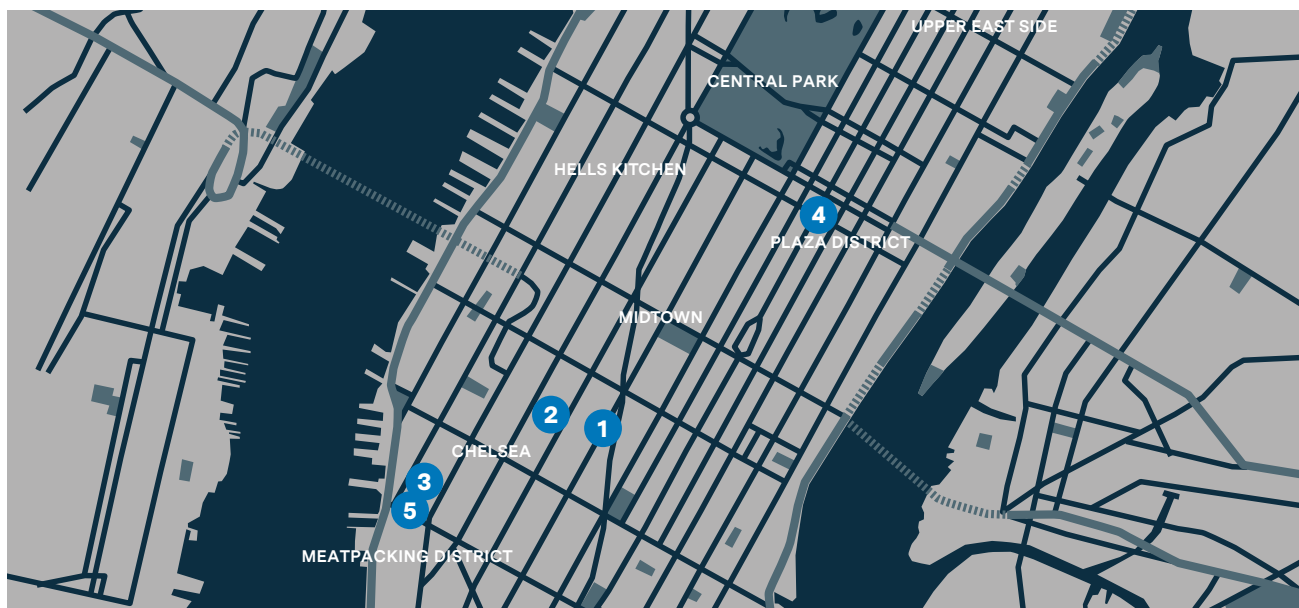 UPPER EAST SIDE
CENTRAL PARK
HELLS KITCHEN
4
PLAZA DISTRICT
MIDTOWN
2
1
CHELSEA
3
5
MEATPACKING DISTRICT